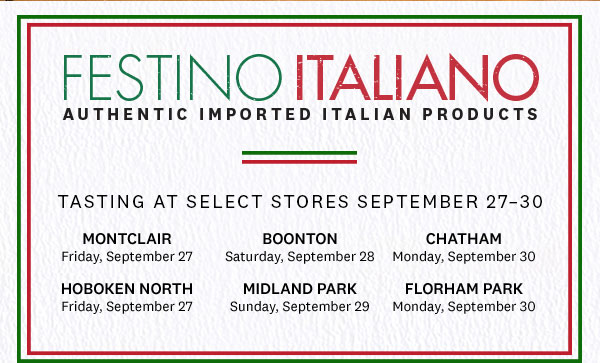 FESTINO ITALIANO
AUTHENTIC IMPORTED ITALIAN PRODUCTS
TASTING AT SELECT STORES SEPTEMBER 27–30
MONTCLAIR
Friday, September 27
BOONTON
Saturday, September 28
CHATHAM
Monday, September 30
HOBOKEN NORTH
Friday, September 27
MIDLAND PARK
Sunday, September 29
FLORHAM PARK
Monday, September 30